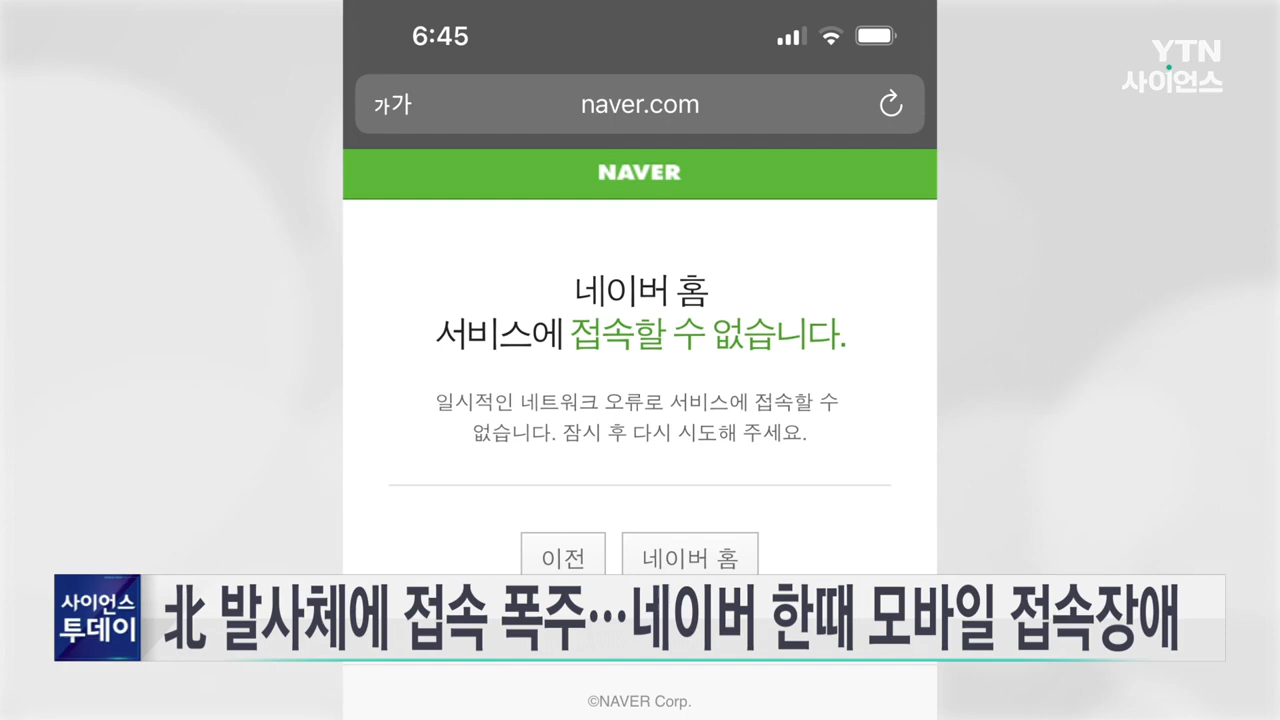 6:45
YTN
사이언스
가가
naver.com
NAVER
네이버 홈
서비스에 접속할 수 없습니다.
일시적인 네트워크 오류로 서비스에 접속할 수
없습니다. 잠시 후 다시 시도해 주세요.
이전
네이버 홈
사이언스
투데이
北 발사체에 접속 폭주…네이버 한때 모바일 접속장애
©NAVER Corp.